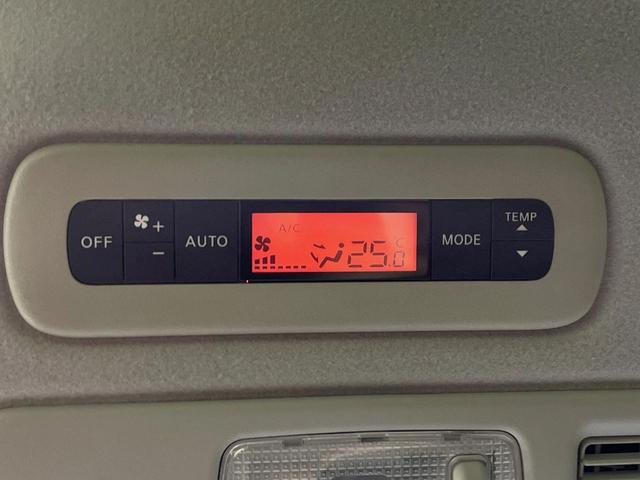 OFF
+
−
AUTO
A/C
25.0°C
MODE
TEMP